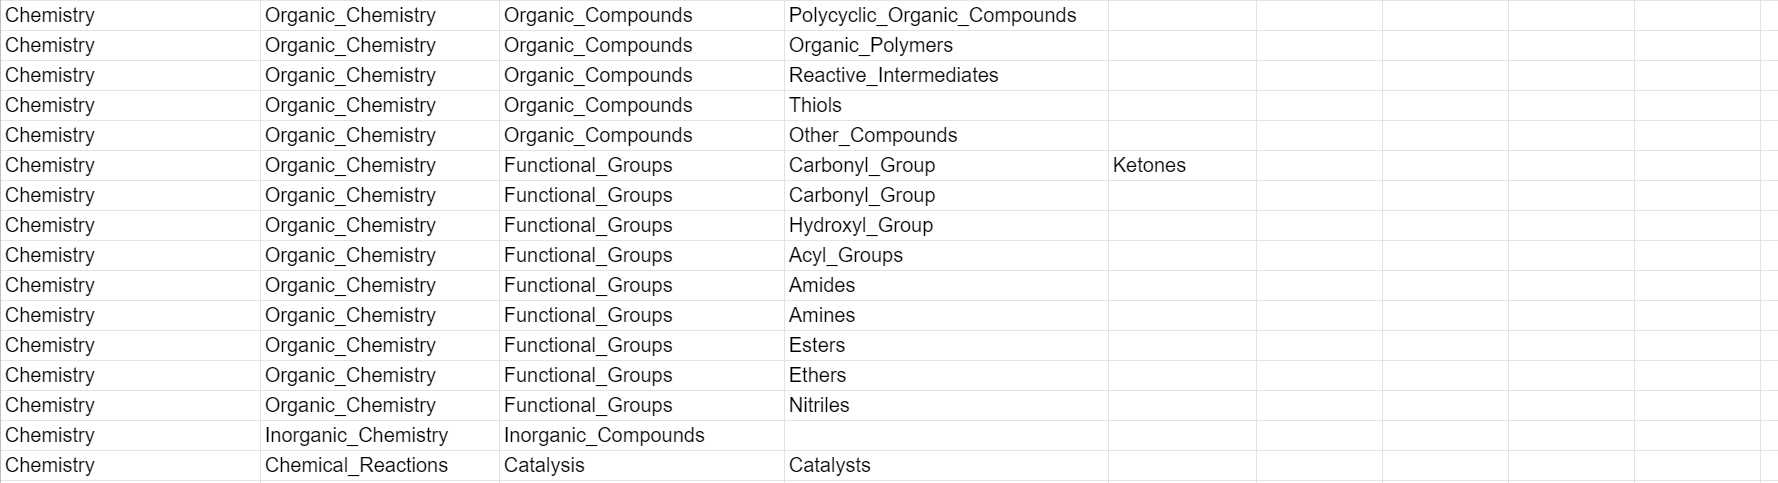 Chemistry Organic_Chemistry Organic_Compounds Polycyclic_Organic_Compounds
Chemistry Organic_Chemistry Organic_Compounds Organic_Polymers
Chemistry Organic_Chemistry Organic_Compounds Reactive_Intermediates
Chemistry Organic_Chemistry Organic_Compounds Thiols
Chemistry Organic_Chemistry Organic_Compounds Other_Compounds
Chemistry Organic_Chemistry Functional_Groups Carbonyl_Group Ketones
Chemistry Organic_Chemistry Functional_Groups Carbonyl_Group
Chemistry Organic_Chemistry Functional_Groups Hydroxyl_Group
Chemistry Organic_Chemistry Functional_Groups Acyl_Groups
Chemistry Organic_Chemistry Functional_Groups Amides
Chemistry Organic_Chemistry Functional_Groups Amines
Chemistry Organic_Chemistry Functional_Groups Esters
Chemistry Organic_Chemistry Functional_Groups Ethers
Chemistry Organic_Chemistry Functional_Groups Nitriles
Chemistry Inorganic_Chemistry Inorganic_Compounds
Chemistry Chemical_Reactions Catalysis Catalysts